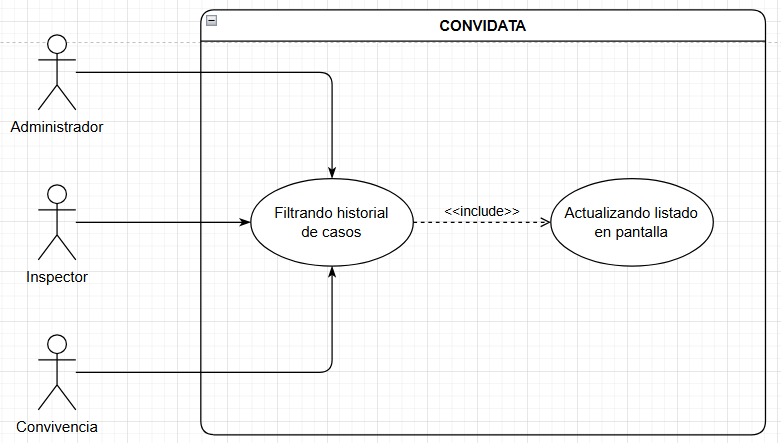 CONVIDATA
Administrador
Inspector
Convivencia
Filtrando historial
de casos
<<include>>
Actualizando listado
en pantalla